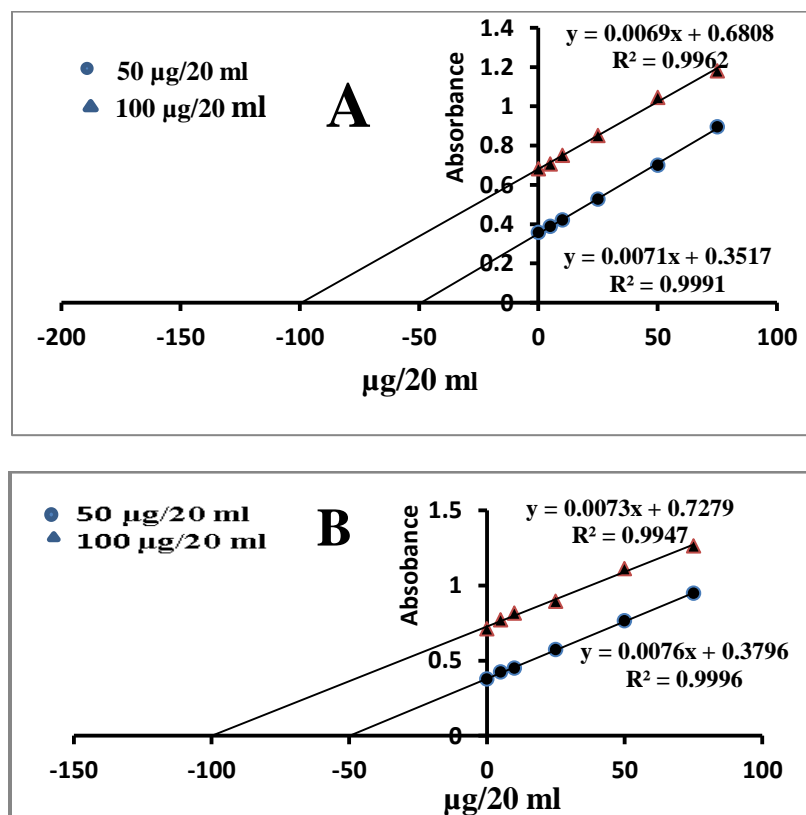 y = 0.0069x + 0.6808
R² = 0.9962
50 µg/20 ml
100 µg/20 ml
A
Absorbance
1.4
1.2
1
0.8
0.6
0.4
0.2
0
y = 0.0071x + 0.3517
R² = 0.9991
-200 -150 -100 -50 0 50 100
µg/20 ml
50 µg/20 ml
100 µg/20 ml
B
Absobance
1.5
1
0.5
0
y = 0.0073x + 0.7279
R² = 0.9947
y = 0.0076x + 0.3796
R² = 0.9996
-150 -100 -50 0 50 100
µg/20 ml